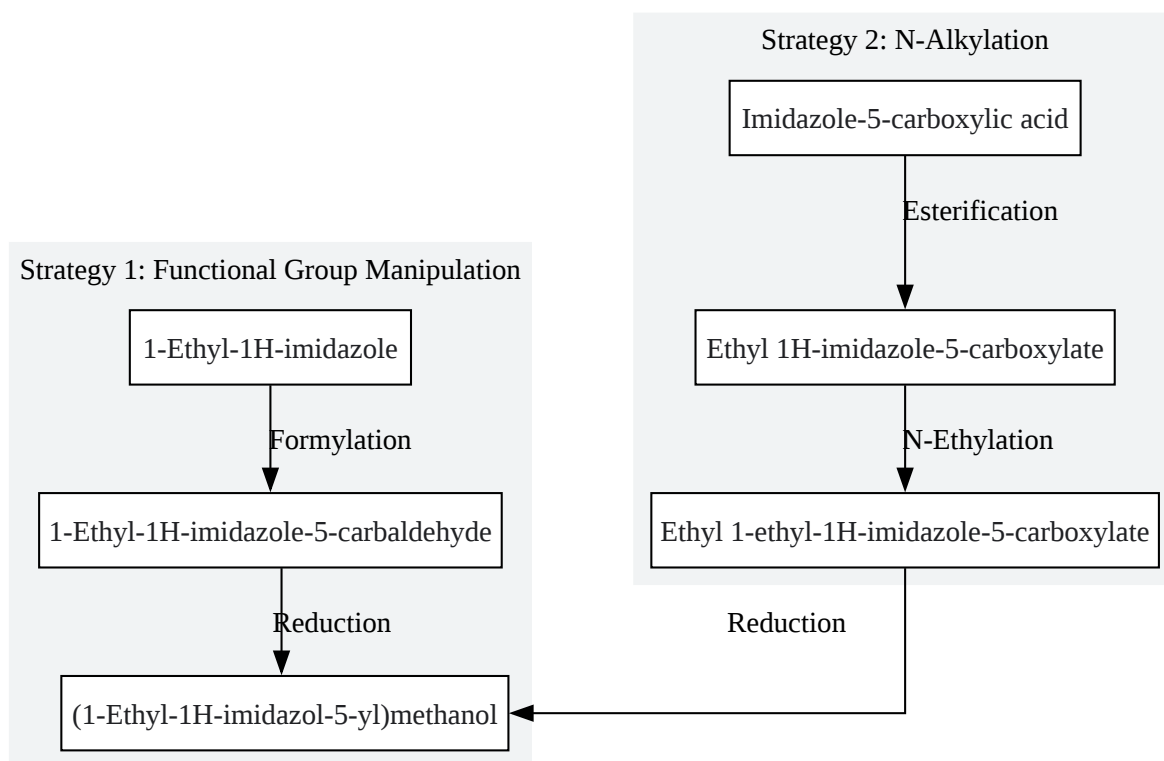 Strategy 2: N-Alkylation
Imidazole-5-carboxylic acid
Esterification
Strategy 1: Functional Group Manipulation
1-Ethyl-1H-imidazole
Ethyl 1H-imidazole-5-carboxylate
Formylation
N-Ethylation
1-Ethyl-1H-imidazole-5-carbaldehyde
Ethyl 1-ethyl-1H-imidazole-5-carboxylate
Reduction
Reduction
(1-Ethyl-1H-imidazol-5-yl)methanol